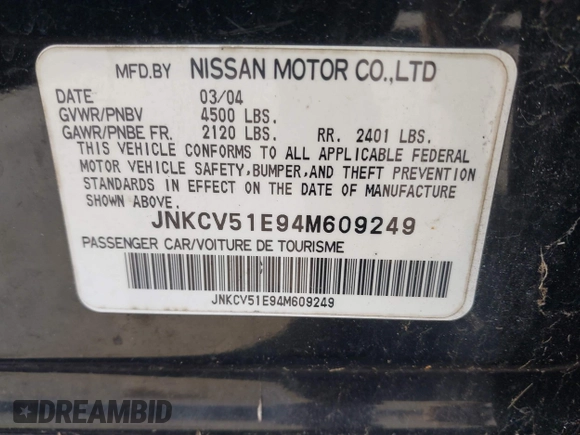 MFD.BY NISSAN MOTOR CO.,LTD
DATE 03/04
GVWR/PNBV 4500 LBS.
GAWR/PNBE FR. 2120 LBS. RR. 2401 LBS.
THIS VEHICLE CONFORMS TO ALL APPLICABLE FEDERAL
MOTOR VEHICLE SAFETY,BUMPER,AND THEFT PREVENTION
STANDARDS IN EFFECT ON THE DATE OF MANUFACTURE
SHOWN ABOVE.
JNKCV51E94M609249
PASSENGER CAR/VOITURE DE TOURISME
JNKCV51E94M609249
DREAMBID